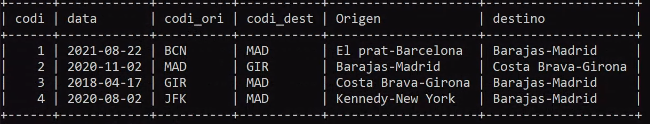 | codi | data | codi_ori | codi_dest | Origen | destino |
| 1 | 2021-08-22 | BCN | MAD | El prat-Barcelona | Barajas-Madrid |
| 2 | 2020-11-02 | MAD | GIR | Barajas-Madrid | Costa Brava-Girona |
| 3 | 2018-04-17 | GIR | MAD | Costa Brava-Girona | Barajas-Madrid |
| 4 | 2020-08-02 | JFK | MAD | Kennedy-New York | Barajas-Madrid |